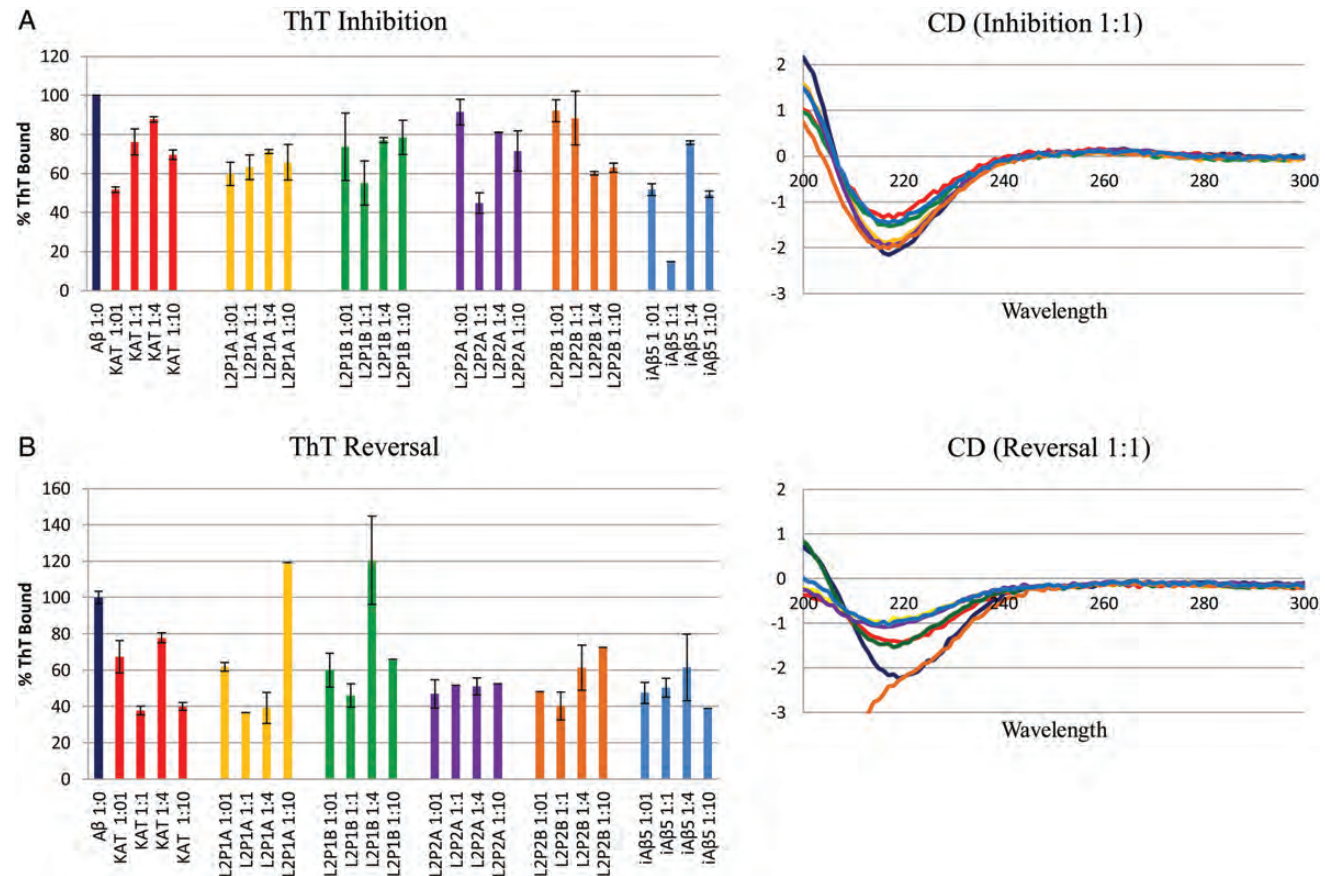 A
ThT Inhibition
CD (Inhibition 1:1)
% ThT Bound
120
100
80
60
40
20
0
Aβ 1:0
KAT 1:01
KAT 1:1
KAT 1:4
KAT 1:10
L2P1A 1:01
L2P1A 1:1
L2P1A 1:4
L2P1A 1:10
L2P1B 1:01
L2P1B 1:1
L2P1B 1:4
L2P1B 1:10
L2P2A 1:01
L2P2A 1:1
L2P2A 1:4
L2P2A 1:10
L2P2B 1:01
L2P2B 1:1
L2P2B 1:4
L2P2B 1:10
iAβ5 1:01
iAβ5 1:1
iAβ5 1:4
iAβ5 1:10
2
1
0
-1
-2
-3
200 220 240 260 280 300
Wavelength
B
ThT Reversal
CD (Reversal 1:1)
% ThT Bound
160
140
120
100
80
60
40
20
0
Aβ 1:0
KAT 1:01
KAT 1:1
KAT 1:4
KAT 1:10
L2P1A 1:01
L2P1A 1:1
L2P1A 1:4
L2P1A 1:10
L2P1B 1:01
L2P1B 1:1
L2P1B 1:4
L2P1B 1:10
L2P2A 1:01
L2P2A 1:1
L2P2A 1:4
L2P2A 1:10
L2P2B 1:01
L2P2B 1:1
L2P2B 1:4
L2P2B 1:10
iAβ5 1:01
iAβ5 1:1
iAβ5 1:4
iAβ5 1:10
2
1
0
-1
-2
-3
200 220 240 260 280 300
Wavelength